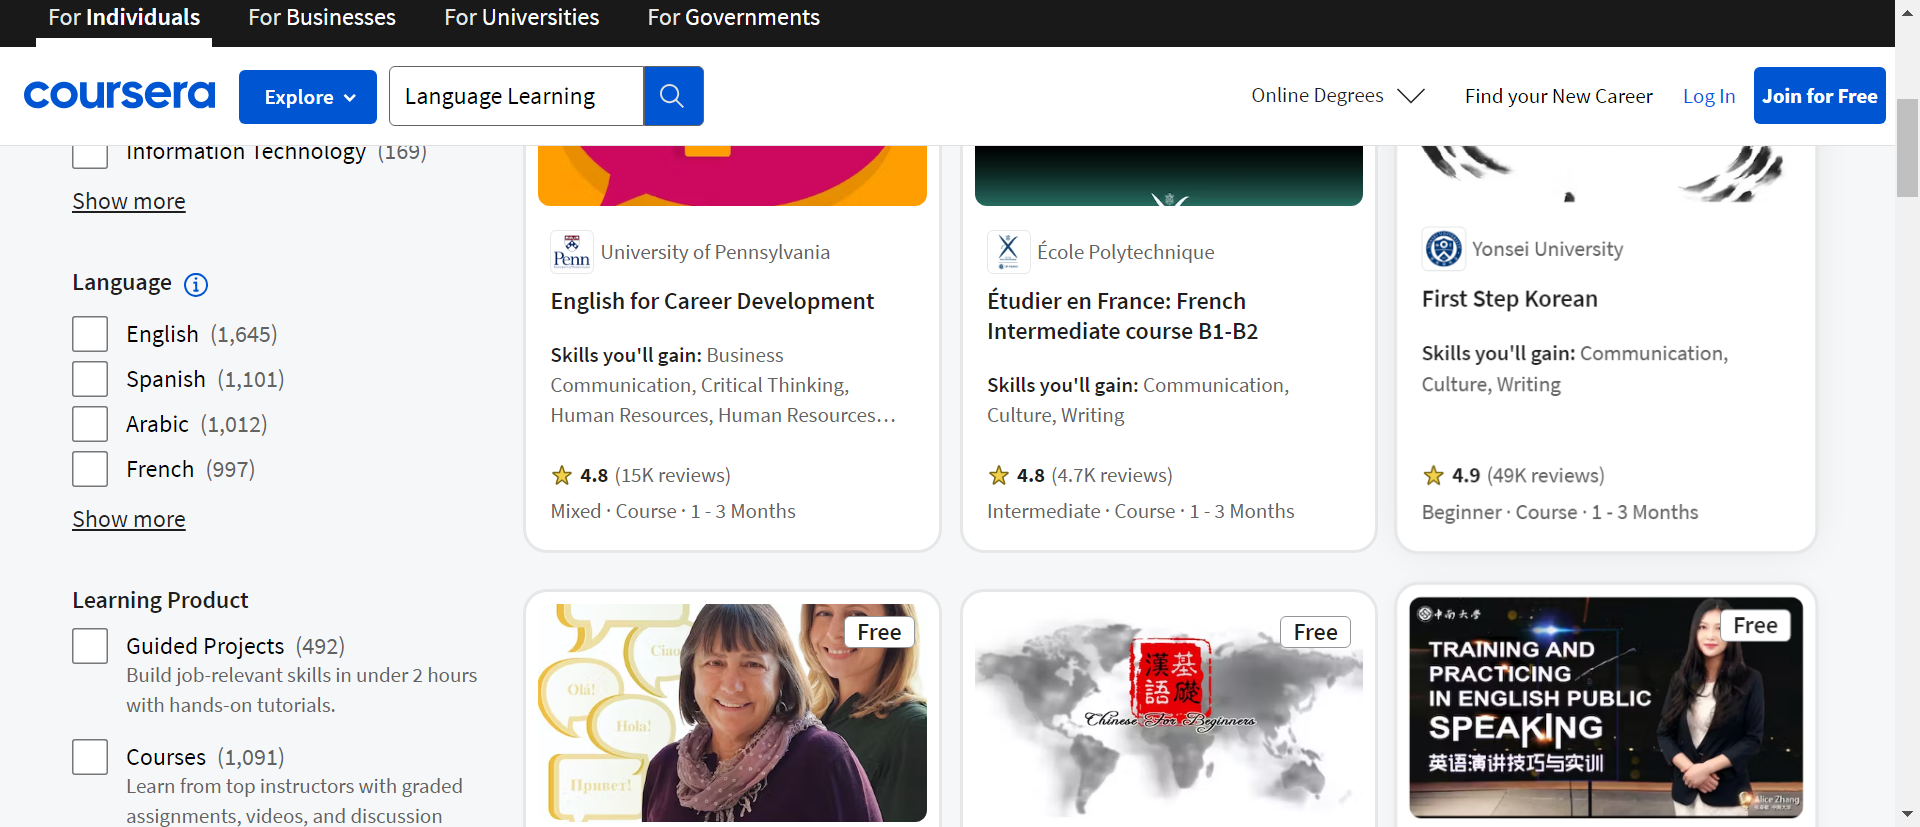 For Individuals
For Businesses
For Universities
For Governments
coursera
Explore
Language Learning
Online Degrees
Find your New Career
Log In
Join for Free
Information Technology (169)
Show more
Language
English (1,645)
Spanish (1,101)
Arabic (1,012)
French (997)
Show more
Learning Product
Guided Projects (492)
Build job-relevant skills in under 2 hours
with hands-on tutorials.
Courses (1,091)
Learn from top instructors with graded
assignments, videos, and discussion
Penn
University of Pennsylvania
English for Career Development
Skills you'll gain: Business
Communication, Critical Thinking,
Human Resources, Human Resources…
4.8 (15K reviews)
Mixed · Course · 1 - 3 Months
École Polytechnique
Étudier en France: French
Intermediate course B1-B2
Skills you'll gain: Communication,
Culture, Writing
4.8 (4.7K reviews)
Intermediate · Course · 1 - 3 Months
Yonsei University
First Step Korean
Skills you'll gain: Communication,
Culture, Writing
4.9 (49K reviews)
Beginner · Course · 1 - 3 Months
Free
Ciao
Olá!
Hola!
Привет!
Free
漢基
語礎
Chinese For Beginners
中南大学
Free
TRAINING AND
PRACTICING
IN ENGLISH PUBLIC
SPEAKING
英语演讲技巧与实训
Alice Zhang